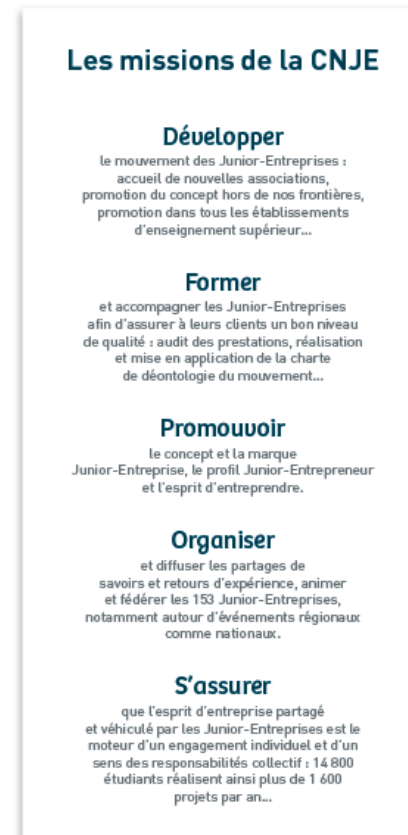 Les missions de la CNJE
Développer
le mouvement des Junior-Entreprises :
accueil de nouvelles associations,
promotion du concept hors de nos frontières,
promotion dans tous les établissements
d'enseignement supérieur...
Former
et accompagner les Junior-Entreprises
afin d'assurer à leurs clients un bon niveau
de qualité : audit des prestations, réalisation
et mise en application de la charte
de déontologie du mouvement...
Promouvoir
le concept et la marque
Junior-Entreprise, le profil Junior-Entrepreneur
et l'esprit d'entreprendre.
Organiser
et diffuser les partages de
savoirs et retours d'expérience, animer
et fédérer les 153 Junior-Entreprises,
notamment autour d'événements régionaux
comme nationaux.
S'assurer
que l'esprit d'entreprise partagé
et véhiculé par les Junior-Entreprises est le
moteur d'un engagement individuel et d'un
sens des responsabilités collectif : 14 800
étudiants réalisent ainsi plus de 1 600
projets par an...